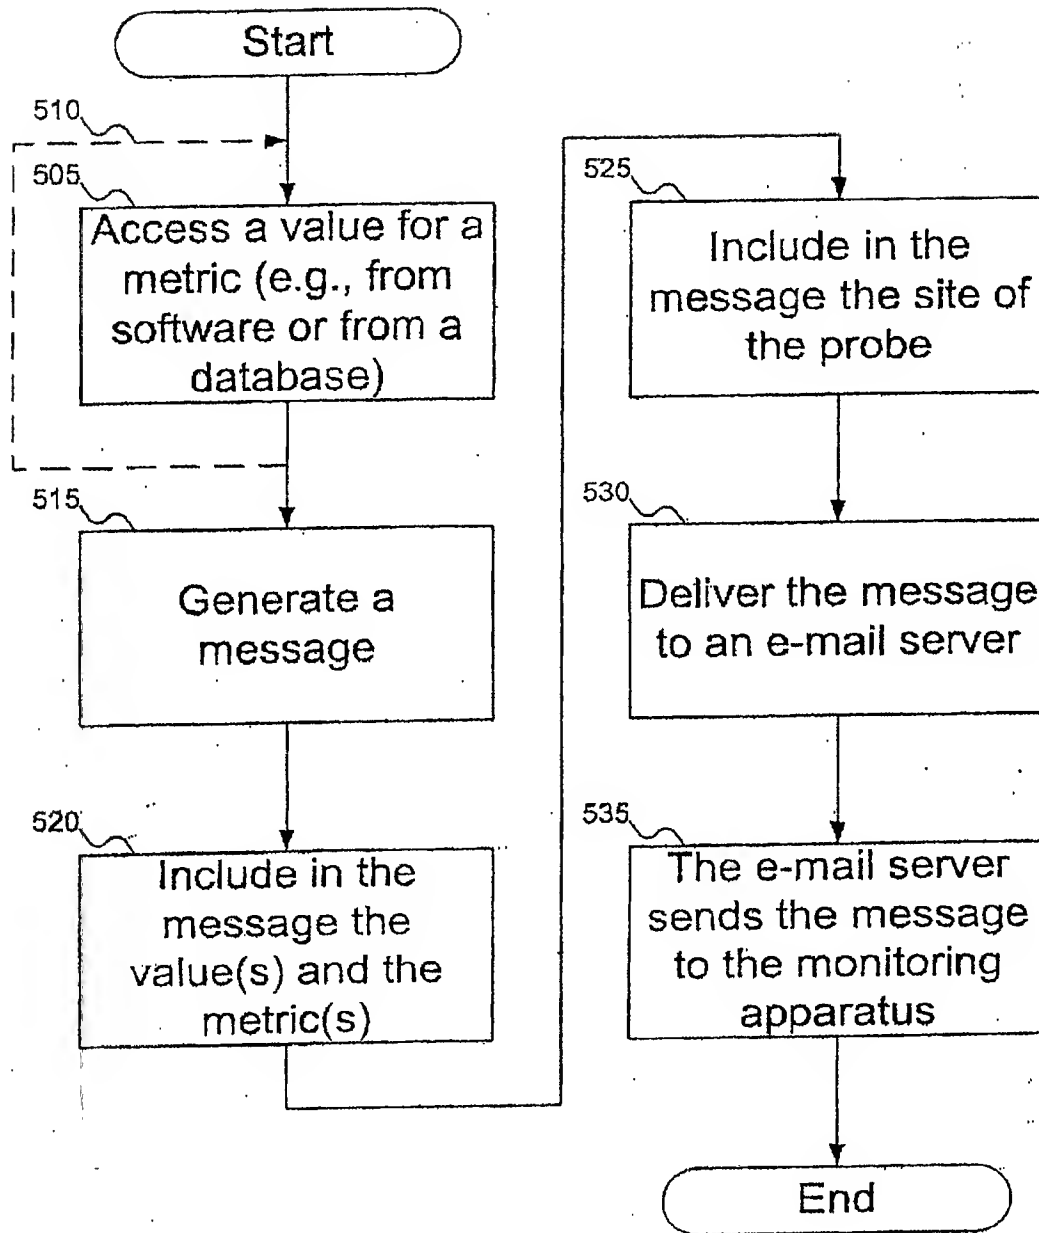 Start
510
505
Access a value for a
metric (e.g., from
software or from a
database)
515
Generate a
message
520
Include in the
message the
value(s) and the
metric(s)
525
Include in the
message the site of
the probe
530
Deliver the message
to an e-mail server
535
The e-mail server
sends the message
to the monitoring
apparatus
End